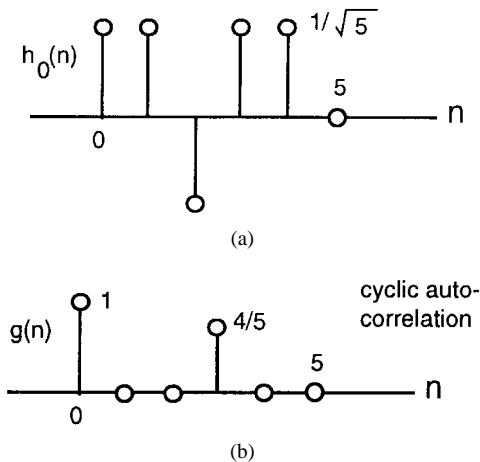 1/√5
h₀(n)
5
n
0
(a)
cyclic auto-
correlation
1
4/5
g(n)
5
n
0
(b)